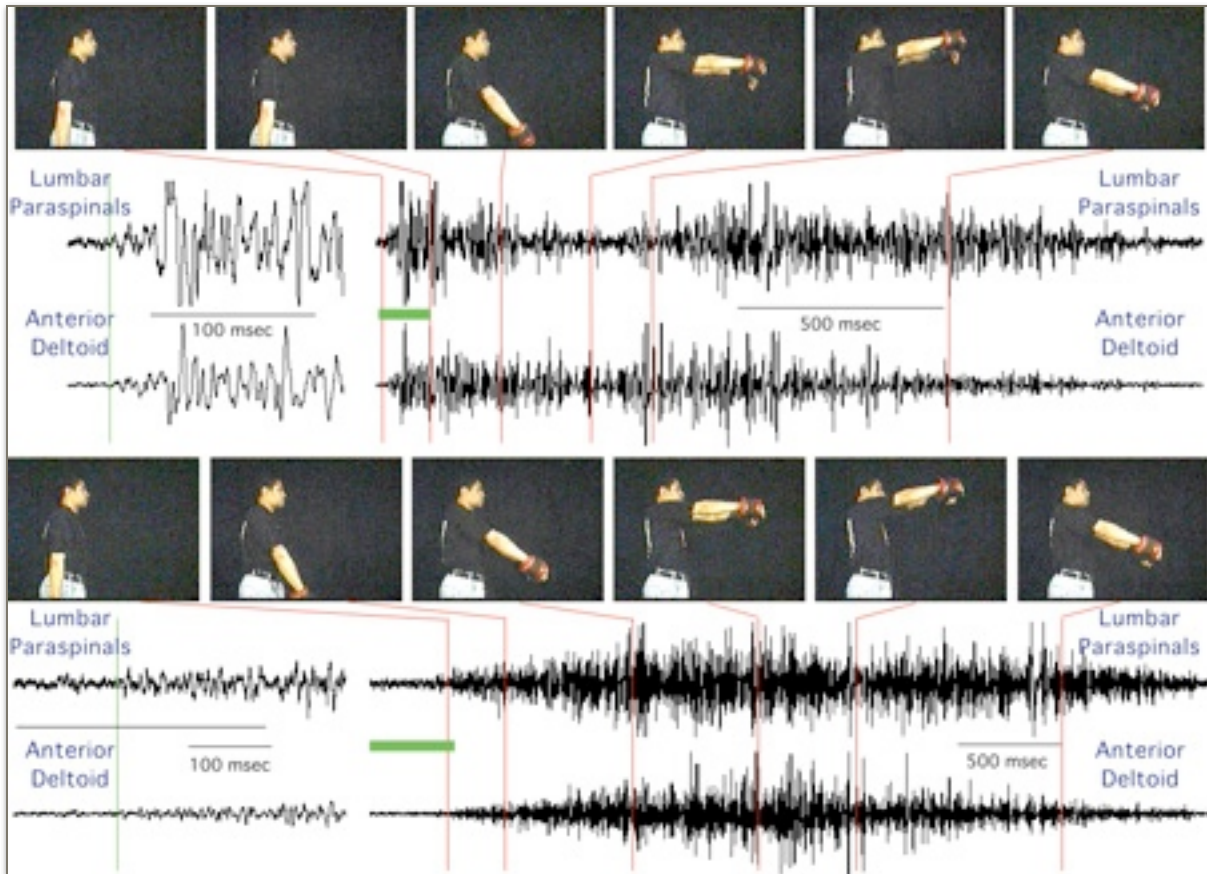 Lumbar
Paraspinals
Lumbar
Paraspinals
100 msec
500 msec
Anterior
Deltoid
Anterior
Deltoid
Lumbar
Paraspinals
Lumbar
Paraspinals
Anterior
Deltoid
100 msec
500 msec
Anterior
Deltoid